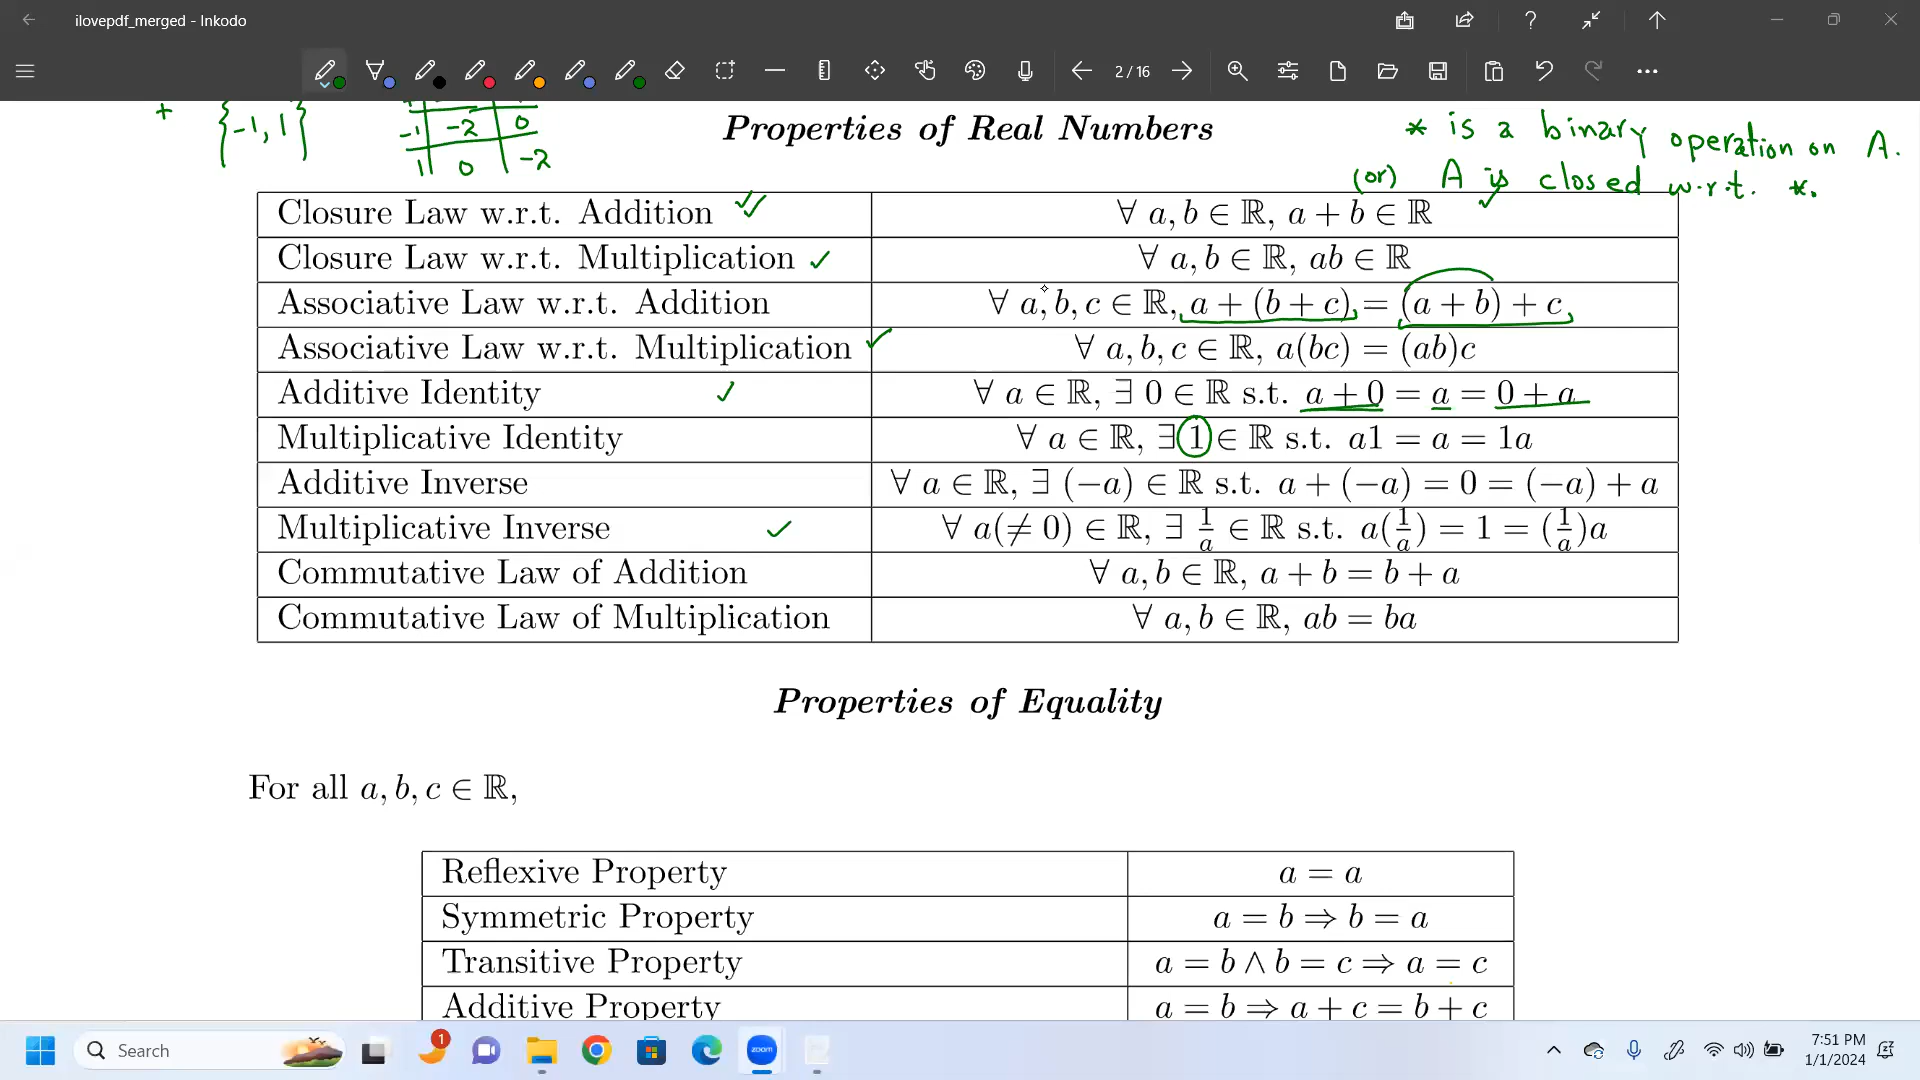 ilovepdf_merged - Inkodo
2 / 16
+ {-1, 1}
-1 -2 0
1 0 -2
Properties of Real Numbers
* is a binary operation on A.
(or) A is closed w.r.t. *.
Closure Law w.r.t. Addition ∀ a, b ∈ ℝ, a + b ∈ ℝ
Closure Law w.r.t. Multiplication ∀ a, b ∈ ℝ, ab ∈ ℝ
Associative Law w.r.t. Addition ∀ a, b, c ∈ ℝ, a + (b + c) = (a + b) + c
Associative Law w.r.t. Multiplication ∀ a, b, c ∈ ℝ, a(bc) = (ab)c
Additive Identity ∀ a ∈ ℝ, ∃ 0 ∈ ℝ s.t. a + 0 = a = 0 + a
Multiplicative Identity ∀ a ∈ ℝ, ∃ 1 ∈ ℝ s.t. a1 = a = 1a
Additive Inverse ∀ a ∈ ℝ, ∃ (−a) ∈ ℝ s.t. a + (−a) = 0 = (−a) + a
Multiplicative Inverse ∀ a(≠ 0) ∈ ℝ, ∃ 1/a ∈ ℝ s.t. a(1/a) = 1 = (1/a)a
Commutative Law of Addition ∀ a, b ∈ ℝ, a + b = b + a
Commutative Law of Multiplication ∀ a, b ∈ ℝ, ab = ba
Properties of Equality
For all a, b, c ∈ ℝ,
Reflexive Property a = a
Symmetric Property a = b ⇒ b = a
Transitive Property a = b ∧ b = c ⇒ a = c
Additive Property a = b ⇒ a + c = b + c
Search
1
zoom
7:51 PM
1/1/2024